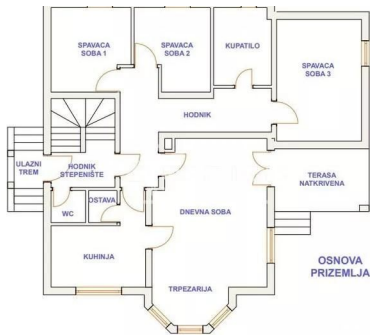 SPAVACA
SOBA 1
SPAVACA
SOBA 2
KUPATILO
SPAVACA
SOBA 3
HODNIK
ULAZNI
TREM
HODNIK
STEPENIŠTE
TERASA
NATKRIVENA
WC
OSTAVA
DNEVNA SOBA
KUHINJA
TRPEZARIJA
OSNOVA
PRIZEMLJA